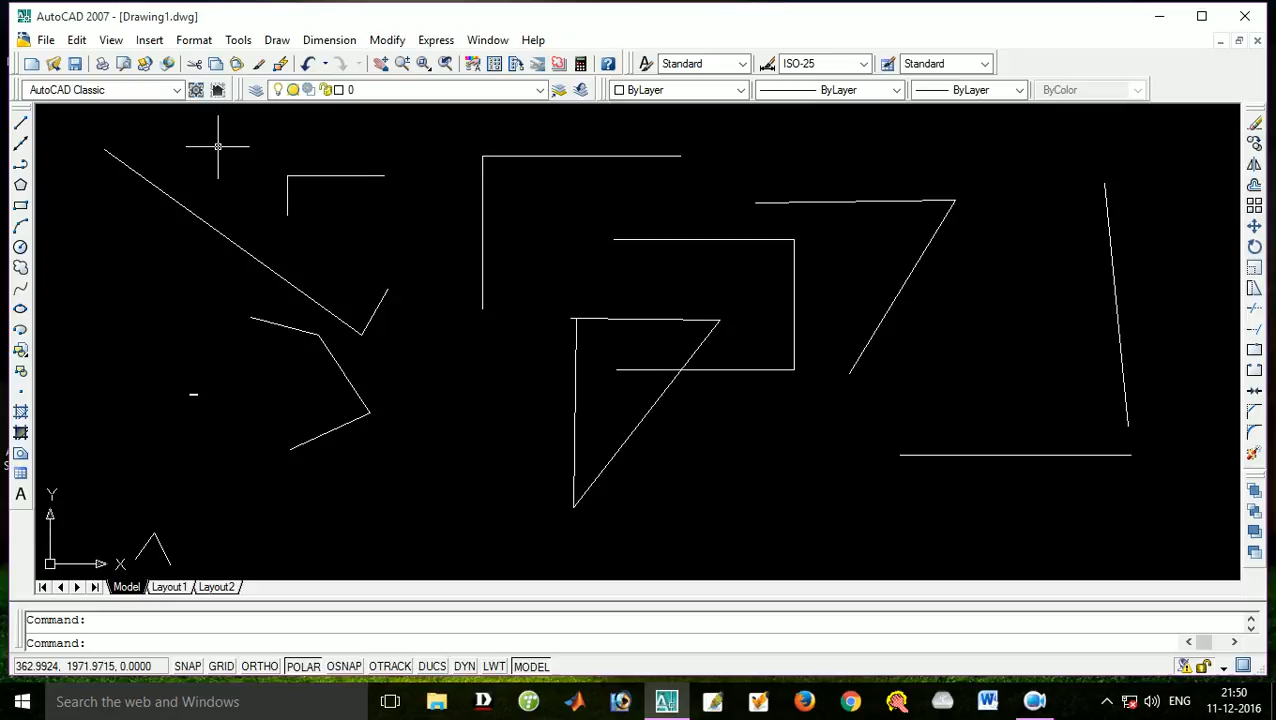 AutoCAD 2007 - [Drawing1.dwg]
File Edit View Insert Format Tools Draw Dimension Modify Express Window Help
Standard ISO-25 Standard
AutoCAD Classic 0 ByLayer ByLayer ByLayer ByColor
Y
X
Model Layout1 Layout2
Command:
Command:
362.9924, 1971.9715, 0.0000 SNAP GRID ORTHO POLAR OSNAP OTRACK DUCS DYN LWT MODEL
Search the web and Windows
ENG
21:50
11-12-2016